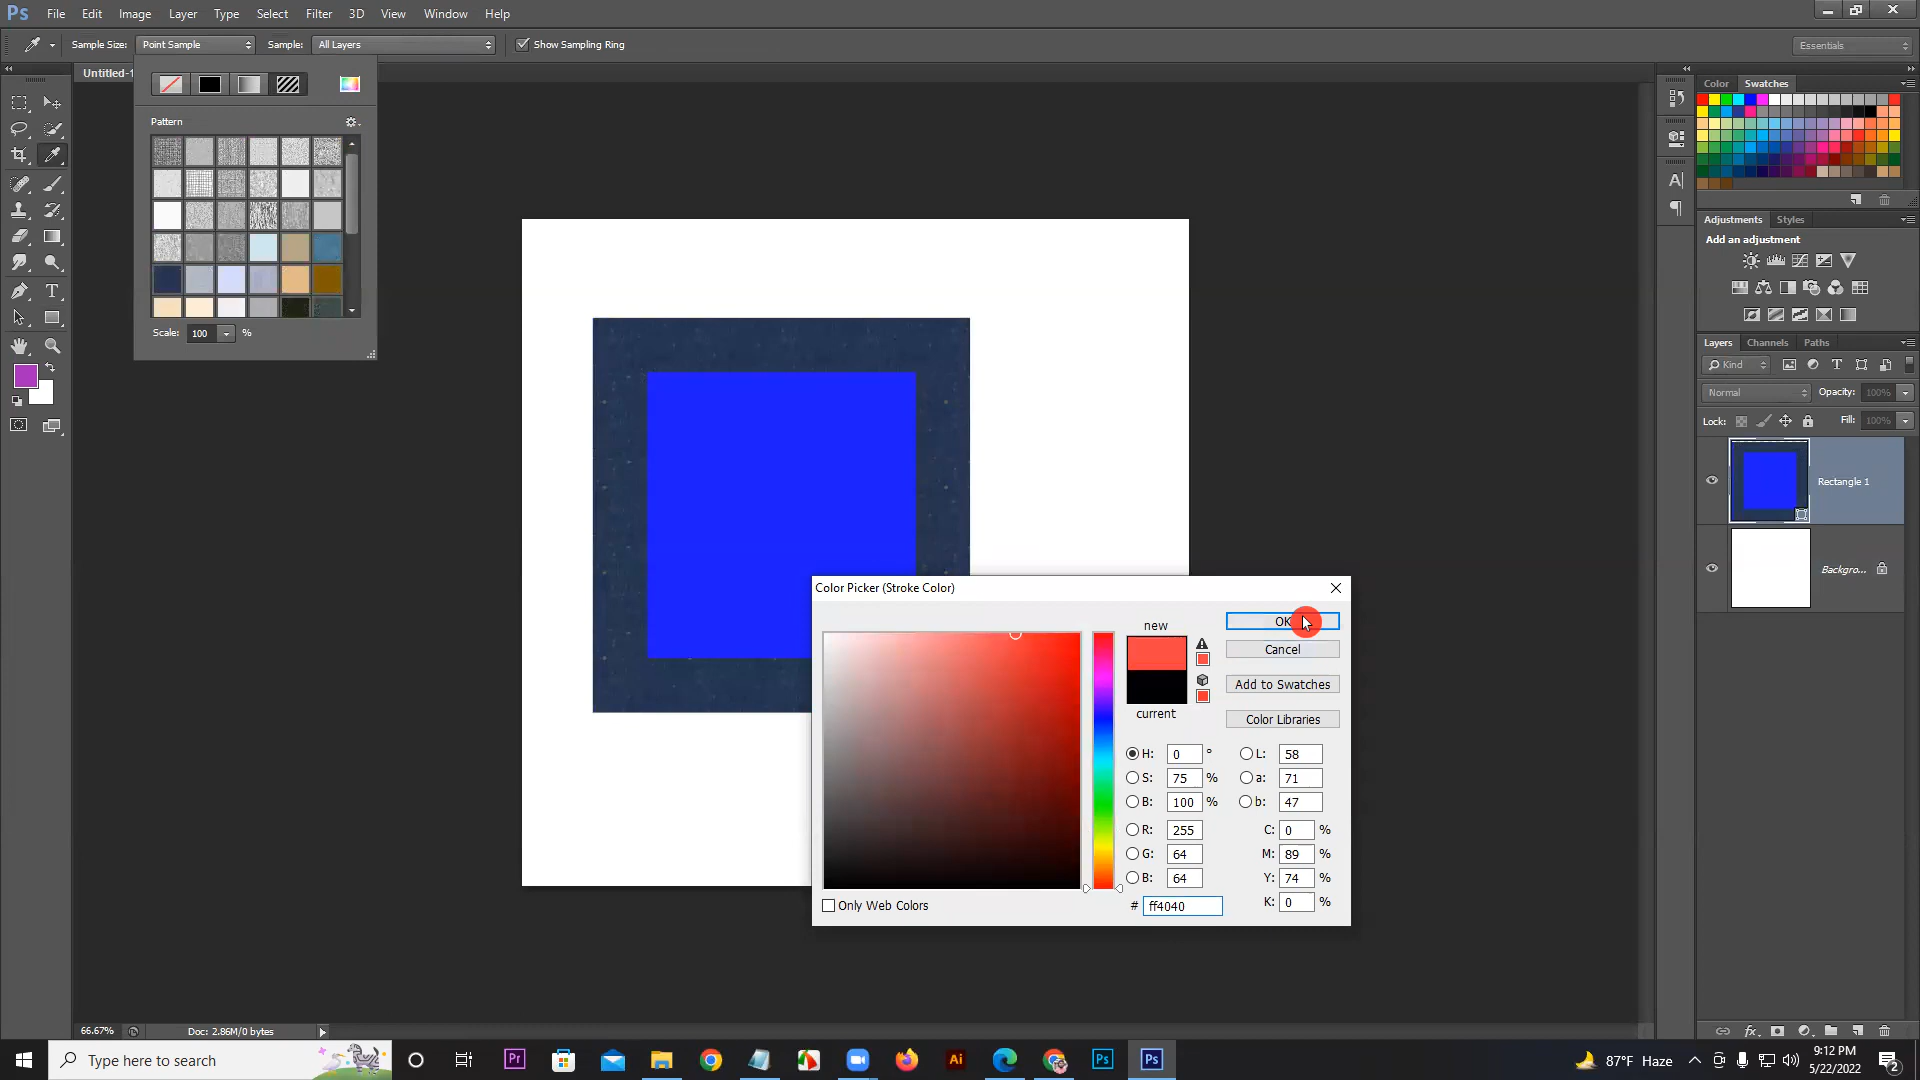 Ps File Edit Image Layer Type Select Filter 3D View Window Help
Sample Size: Point Sample Sample: All Layers Show Sampling Ring Essentials
Untitled-1
Color Swatches
Pattern
Scale: 100 %
Adjustments Styles
Add an adjustment
Layers Channels Paths
Kind
Normal Opacity: 100%
Lock: Fill: 100%
Rectangle 1
Backgro...
Color Picker (Stroke Color)
new
OK
Cancel
Add to Swatches
current
Color Libraries
H: 0 ° L: 58
S: 75 % a: 71
B: 100 % b: 47
R: 255 C: 0 %
G: 64 M: 89 %
B: 64 Y: 74 %
Only Web Colors # ff4040 K: 0 %
66.67% Doc: 2.86M/0 bytes
Type here to search
Pr
Ai
Ps
Ps
87°F Haze
9:12 PM
5/22/2022
2